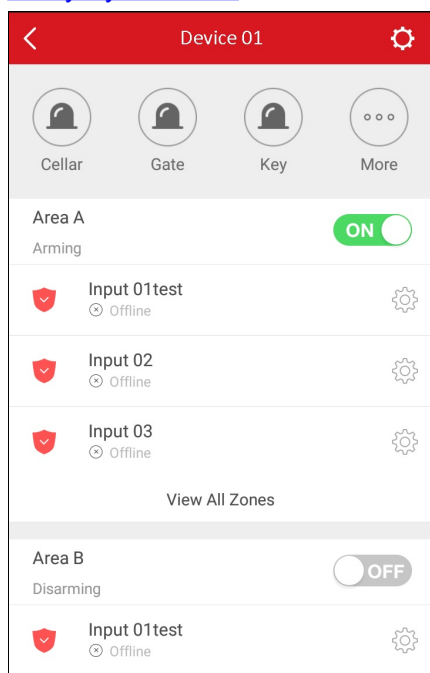 Device 01
Cellar Gate Key More
Area A
ON
Arming
Input 01test
Offline
Input 02
Offline
Input 03
Offline
View All Zones
Area B
OFF
Disarming
Input 01test
Offline